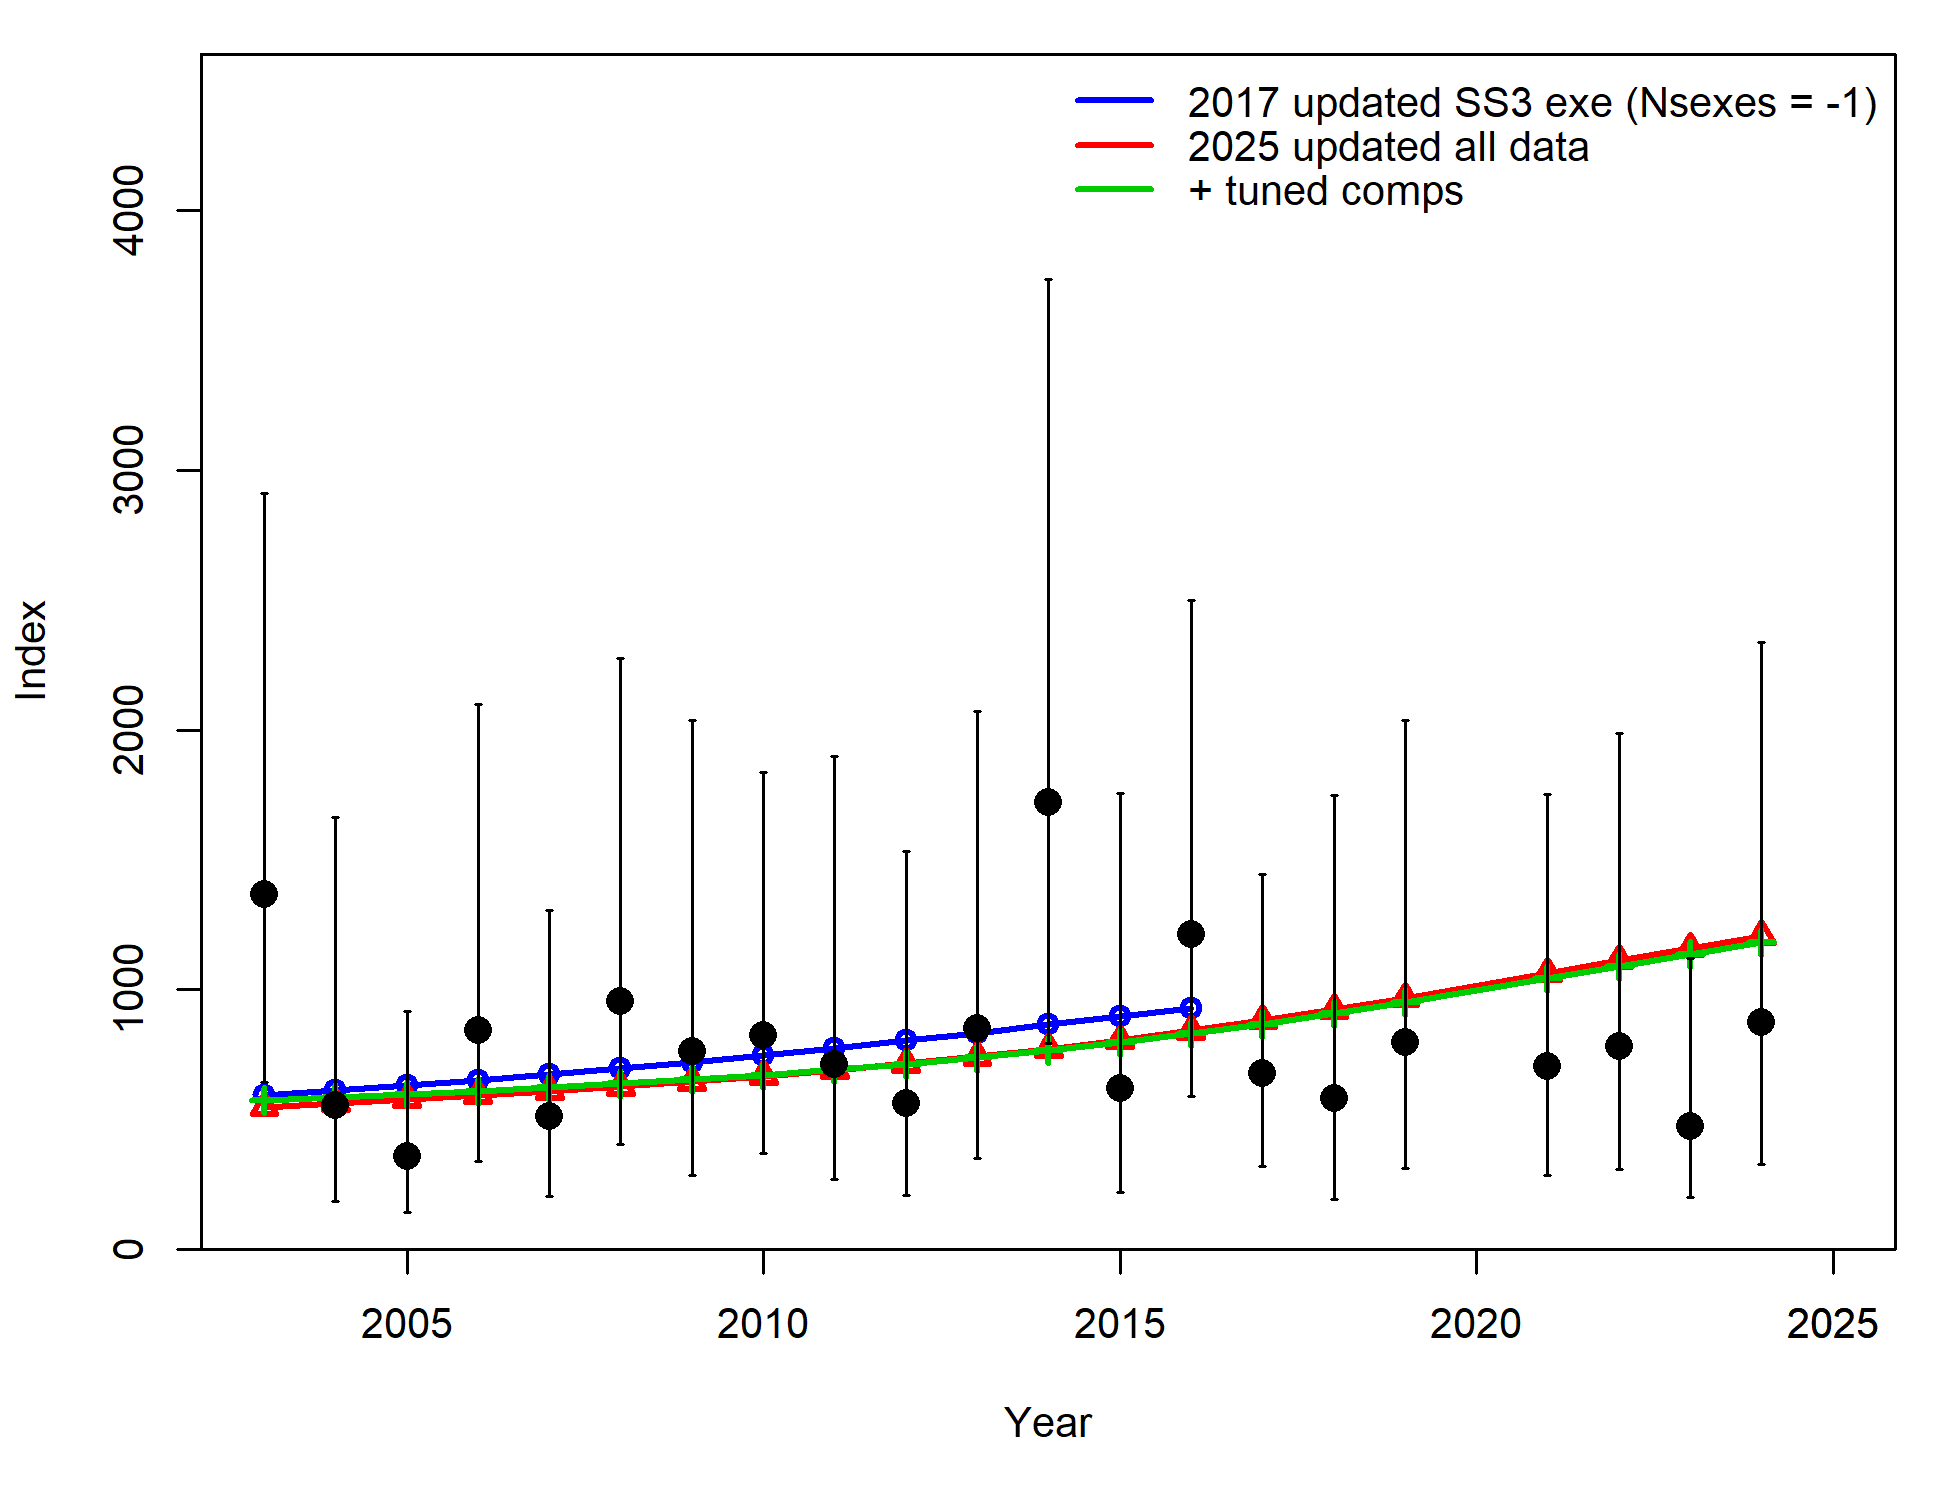 2017 updated SS3 exe (Nsexes = -1)
2025 updated all data
+ tuned comps
4000
3000
2000
1000
0
Index
2005 2010 2015 2020 2025
Year